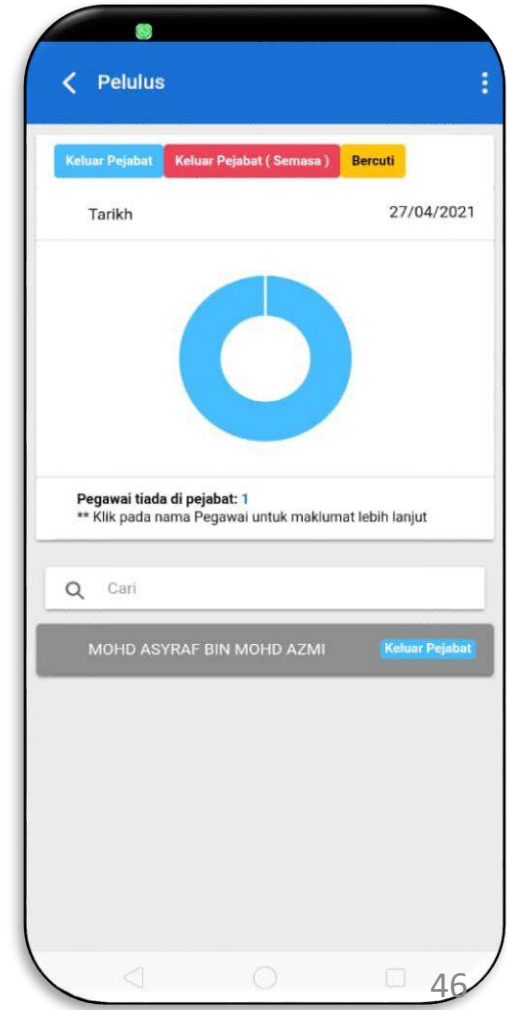 Pelulus
Keluar Pejabat Keluar Pejabat ( Semasa ) Bercuti
Tarikh 27/04/2021
Pegawai tiada di pejabat: 1
** Klik pada nama Pegawai untuk maklumat lebih lanjut
Cari
MOHD ASYRAF BIN MOHD AZMI Keluar Pejabat
46